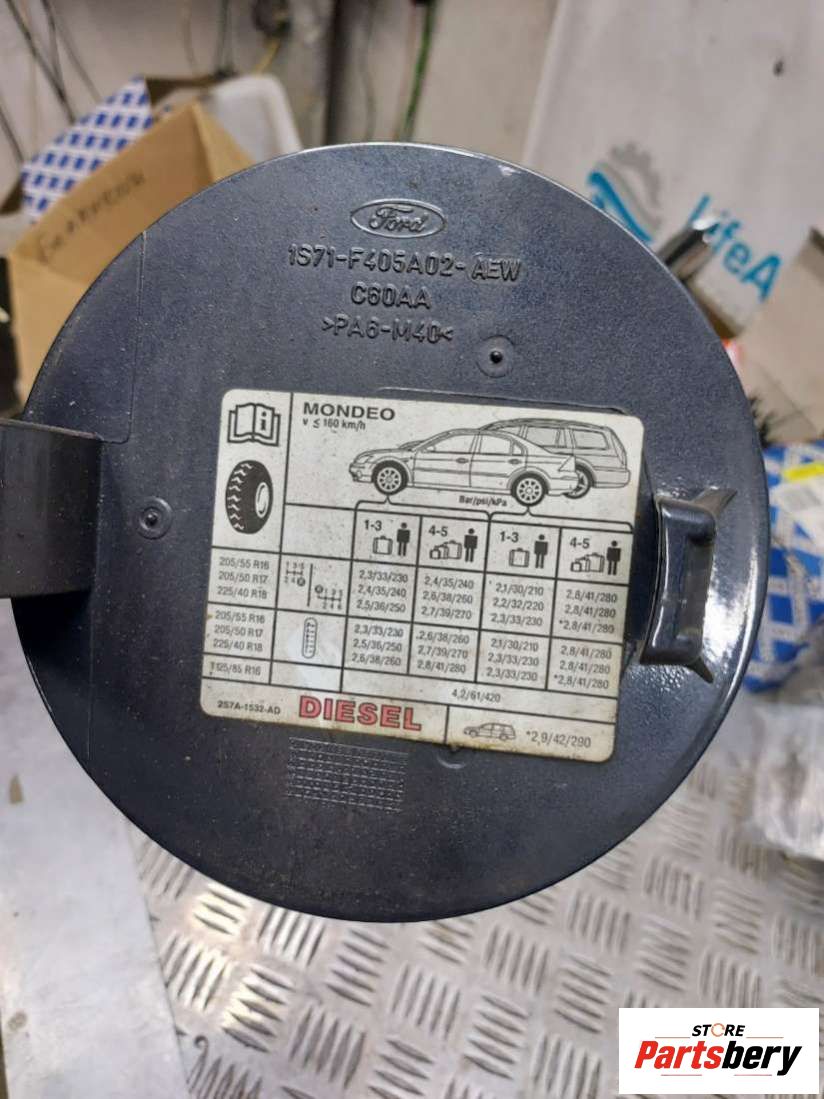 Ford
1S71-F405A02-AEW
C60AA
>PA6-M40<
lifeA
MONDEO
v ≤ 160 km/h
Bar/psi/kPa
1-3 4-5 1-3 4-5
205/55 R16 2,3/33/230 2,4/35/240 *2,1/30/210 2,8/41/280
205/50 R17 2,4/35/240 2,6/38/260 2,2/32/220 2,8/41/280
225/40 R18 2,5/36/250 2,7/39/270 2,3/33/230 *2,8/41/280
205/55 R16 2,3/33/230 2,6/38/260 2,1/30/210 2,8/41/280
205/50 R17 2,5/36/250 2,7/39/270 2,3/33/230 2,8/41/280
225/40 R18 2,6/38/260 2,8/41/280 2,3/33/230 *2,8/41/280
T125/85 R16 4,2/61/420
2S7A-1532-AD DIESEL *2,9/42/290
STORE
Partsbery